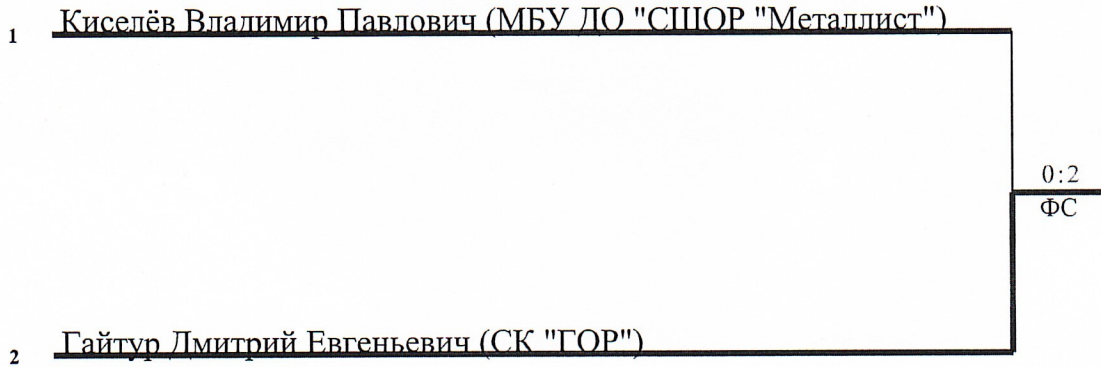 1 Киселёв Владимир Павлович (МБУ ДО "СШОР "Металлист")
0:2
ФС
2 Гайтур Дмитрий Евгеньевич (СК "ГОР")